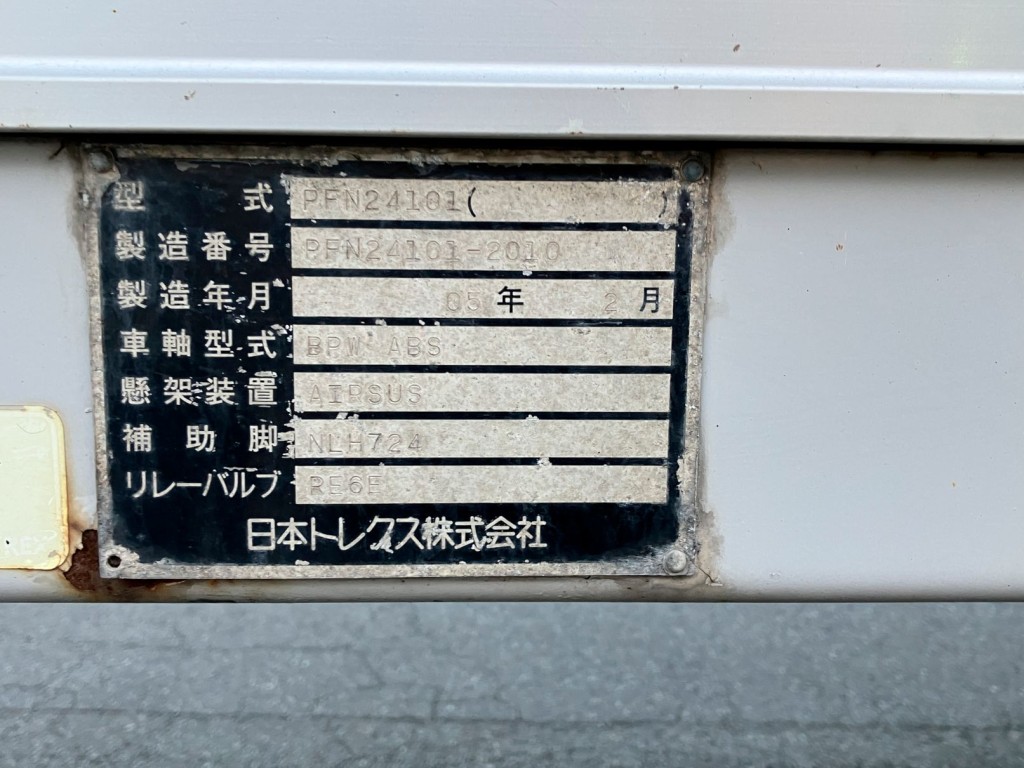 型式 PFN24101( )
製造番号 PFN24101-2010
製造年月 05年 2月
車軸型式 BPW ABS
懸架装置 AIRSUS
補助脚 NLH724
リレーバルブ RE6E
日本トレクス株式会社